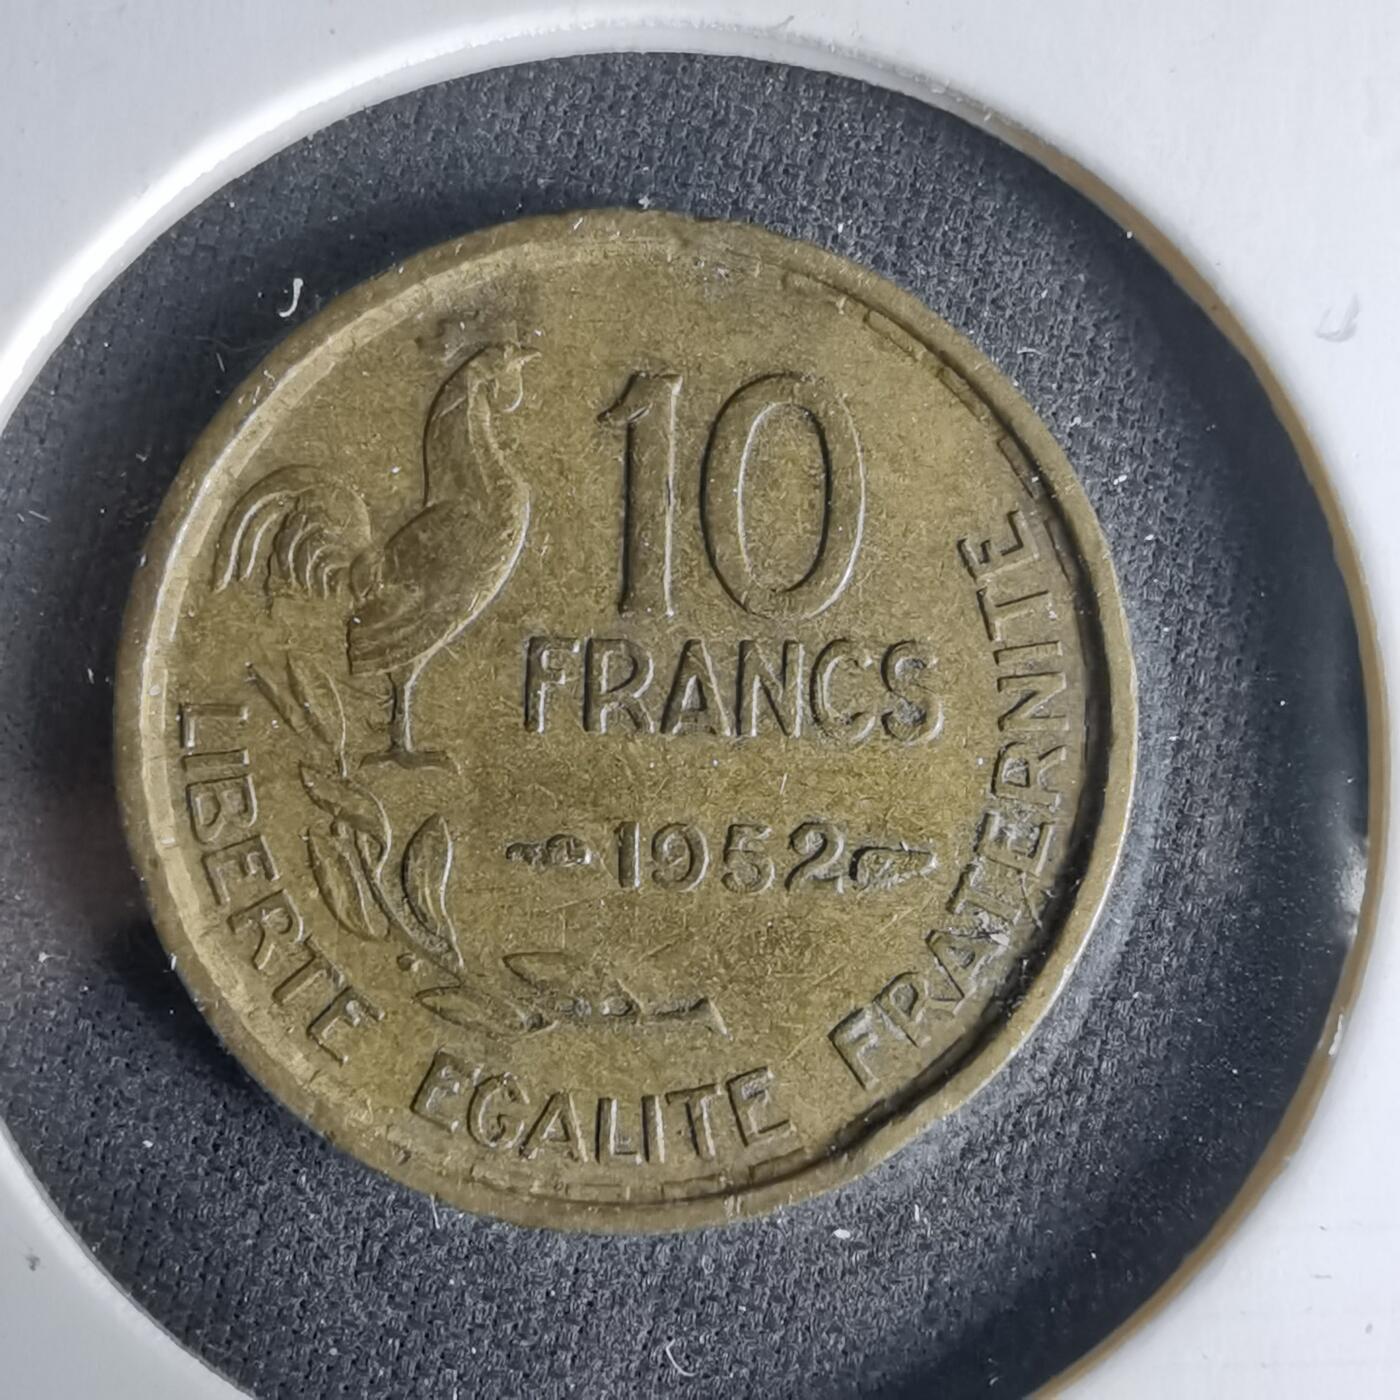 10
FRANCS
1952
LIBERTE EGALITE FRATERNITE